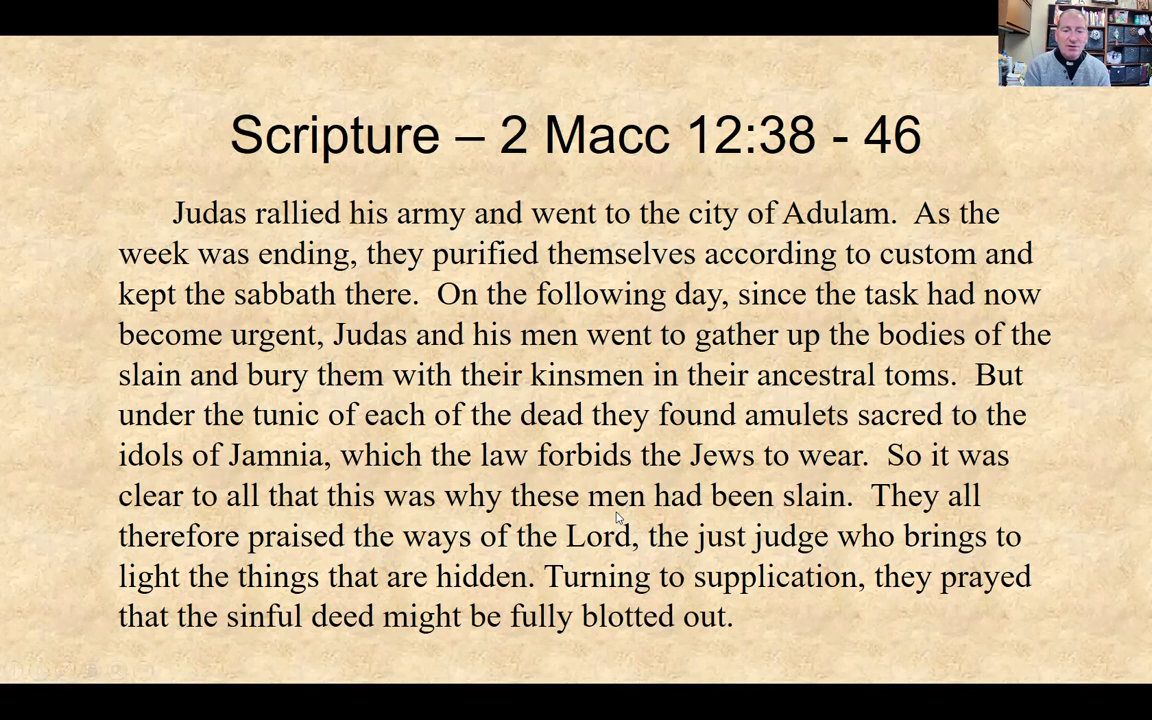 Scripture – 2 Macc 12:38 - 46
Judas rallied his army and went to the city of Adulam.  As the
week was ending, they purified themselves according to custom and
kept the sabbath there.  On the following day, since the task had now
become urgent, Judas and his men went to gather up the bodies of the
slain and bury them with their kinsmen in their ancestral toms.  But
under the tunic of each of the dead they found amulets sacred to the
idols of Jamnia, which the law forbids the Jews to wear.  So it was
clear to all that this was why these men had been slain.  They all
therefore praised the ways of the Lord, the just judge who brings to
light the things that are hidden. Turning to supplication, they prayed
that the sinful deed might be fully blotted out.